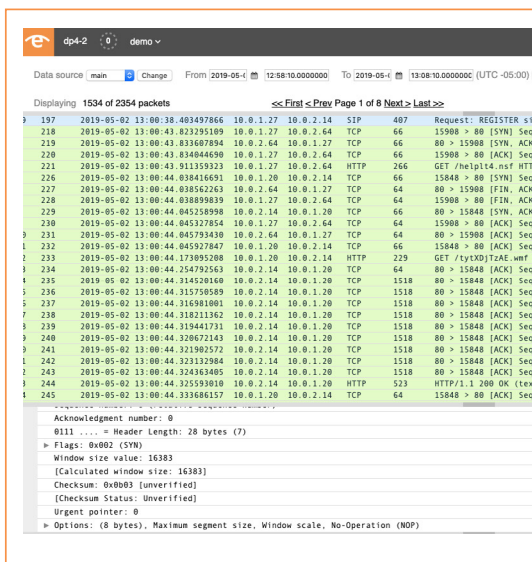 dp4-2 0 demo
Data source main Change From 2019-05-( 12:58:10.0000000 To 2019-05-( 13:08:10.000000C (UTC -05:00)
Displaying 1534 of 2354 packets << First < Prev Page 1 of 8 Next > Last >>
197 2019-05-02 13:00:38.403497866 10.0.1.27 10.0.2.14 SIP 407 Request: REGISTER si
218 2019-05-02 13:00:43.823295109 10.0.1.27 10.0.2.64 TCP 66 15908 > 80 [SYN] Seq
219 2019-05-02 13:00:43.833607894 10.0.2.64 10.0.1.27 TCP 66 80 > 15908 [SYN, ACK
220 2019-05-02 13:00:43.834044690 10.0.1.27 10.0.2.64 TCP 66 15908 > 80 [ACK] Seq
221 2019-05-02 13:00:43.911359323 10.0.1.27 10.0.2.64 HTTP 266 GET /helplt4.nsf HTT
226 2019-05-02 13:00:44.038416691 10.0.1.20 10.0.2.14 TCP 66 15848 > 80 [SYN] Seq
227 2019-05-02 13:00:44.038562263 10.0.2.64 10.0.1.27 TCP 64 80 > 15908 [FIN, ACK
228 2019-05-02 13:00:44.038899839 10.0.1.27 10.0.2.64 TCP 64 15908 > 80 [FIN, ACK
229 2019-05-02 13:00:44.045258998 10.0.2.14 10.0.1.20 TCP 66 80 > 15848 [SYN, ACK
230 2019-05-02 13:00:44.045327854 10.0.1.27 10.0.2.64 TCP 64 15908 > 80 [ACK] Seq
231 2019-05-02 13:00:44.045793430 10.0.2.64 10.0.1.27 TCP 64 80 > 15908 [ACK] Seq
232 2019-05-02 13:00:44.045927847 10.0.1.20 10.0.2.14 TCP 66 15848 > 80 [ACK] Seq
233 2019-05-02 13:00:44.173095208 10.0.1.20 10.0.2.14 HTTP 229 GET /tytXDjTzAE.wmf
234 2019-05-02 13:00:44.254792563 10.0.2.14 10.0.1.20 TCP 64 80 > 15848 [ACK] Seq
235 2019-05-02 13:00:44.314520160 10.0.2.14 10.0.1.20 TCP 1518 80 > 15848 [ACK] Seq
236 2019-05-02 13:00:44.315750589 10.0.2.14 10.0.1.20 TCP 1518 80 > 15848 [ACK] Seq
237 2019-05-02 13:00:44.316981001 10.0.2.14 10.0.1.20 TCP 1518 80 > 15848 [ACK] Seq
238 2019-05-02 13:00:44.318211362 10.0.2.14 10.0.1.20 TCP 1518 80 > 15848 [ACK] Seq
239 2019-05-02 13:00:44.319441731 10.0.2.14 10.0.1.20 TCP 1518 80 > 15848 [ACK] Seq
240 2019-05-02 13:00:44.320672143 10.0.2.14 10.0.1.20 TCP 1518 80 > 15848 [ACK] Seq
241 2019-05-02 13:00:44.321902572 10.0.2.14 10.0.1.20 TCP 1518 80 > 15848 [ACK] Seq
242 2019-05-02 13:00:44.323132984 10.0.2.14 10.0.1.20 TCP 1518 80 > 15848 [ACK] Seq
243 2019-05-02 13:00:44.324363405 10.0.2.14 10.0.1.20 TCP 1518 80 > 15848 [ACK] Seq
244 2019-05-02 13:00:44.325593010 10.0.2.14 10.0.1.20 HTTP 523 HTTP/1.1 200 OK (tex
245 2019-05-02 13:00:44.333686157 10.0.1.20 10.0.2.14 TCP 64 15848 > 80 [ACK] Seq
Acknowledgment number: 0
0111 .... = Header Length: 28 bytes (7)
Flags: 0x002 (SYN)
Window size value: 16383
[Calculated window size: 16383]
Checksum: 0x0b03 [unverified]
[Checksum Status: Unverified]
Urgent pointer: 0
Options: (8 bytes), Maximum segment size, Window scale, No-Operation (NOP)